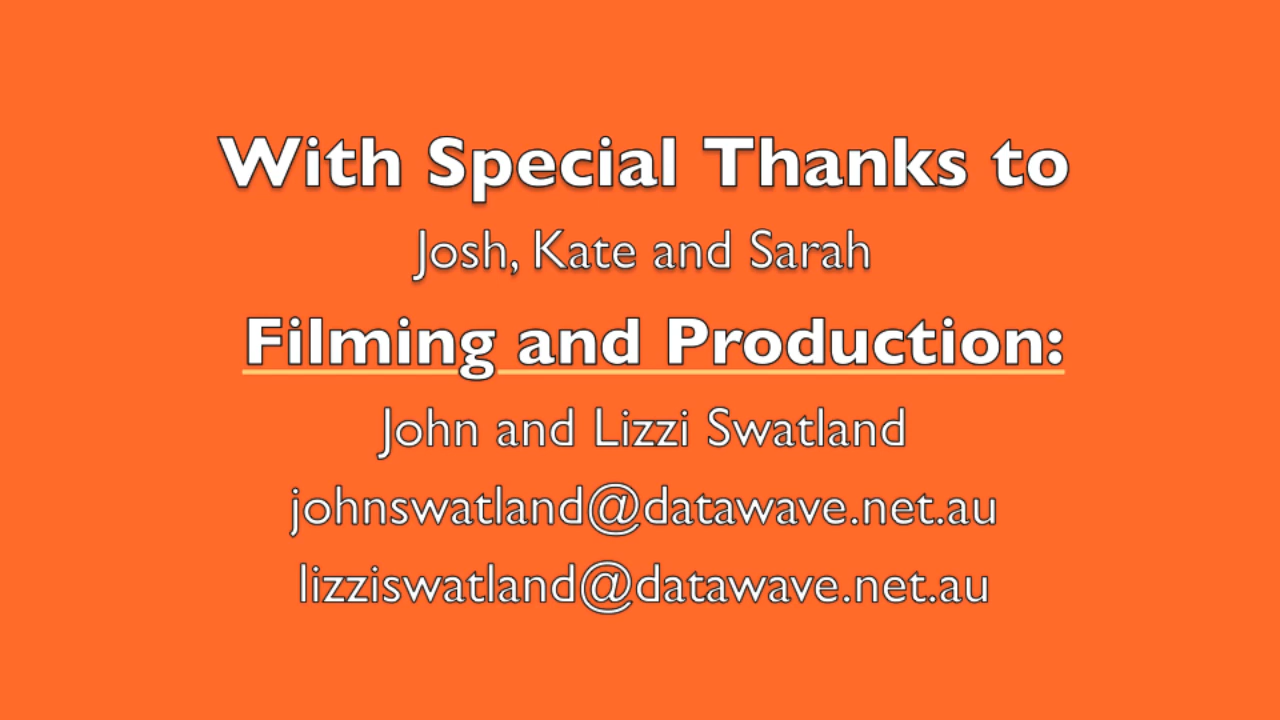 With Special Thanks to
Josh, Kate and Sarah
Filming and Production:
John and Lizzi Swatland
johnswatland@datawave.net.au
lizziswatland@datawave.net.au